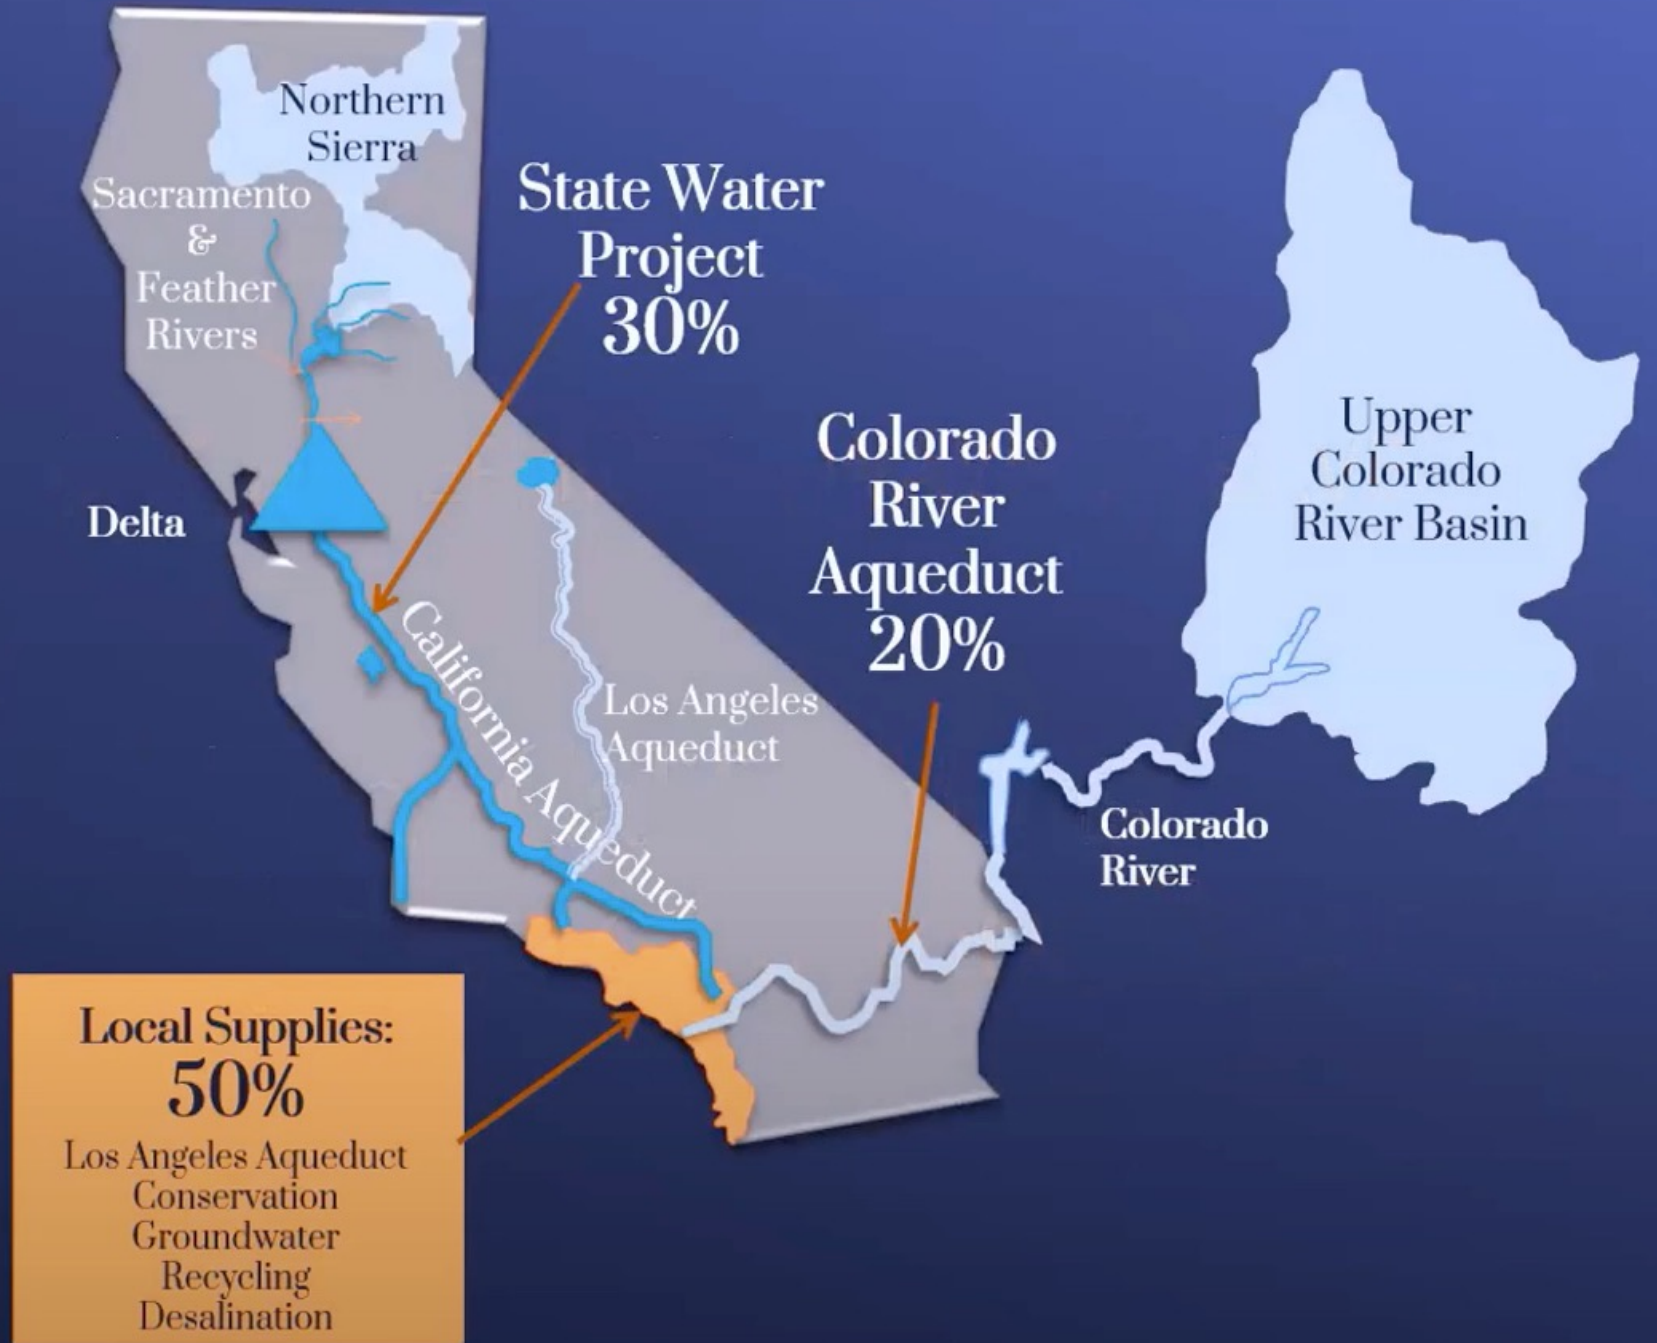 Northern
Sierra
Sacramento
&
Feather
Rivers
State Water
Project
30%
Delta
Colorado
River
Aqueduct
20%
Upper
Colorado
River Basin
California Aqueduct
Los Angeles
Aqueduct
Colorado
River
Local Supplies:
50%
Los Angeles Aqueduct
Conservation
Groundwater
Recycling
Desalination